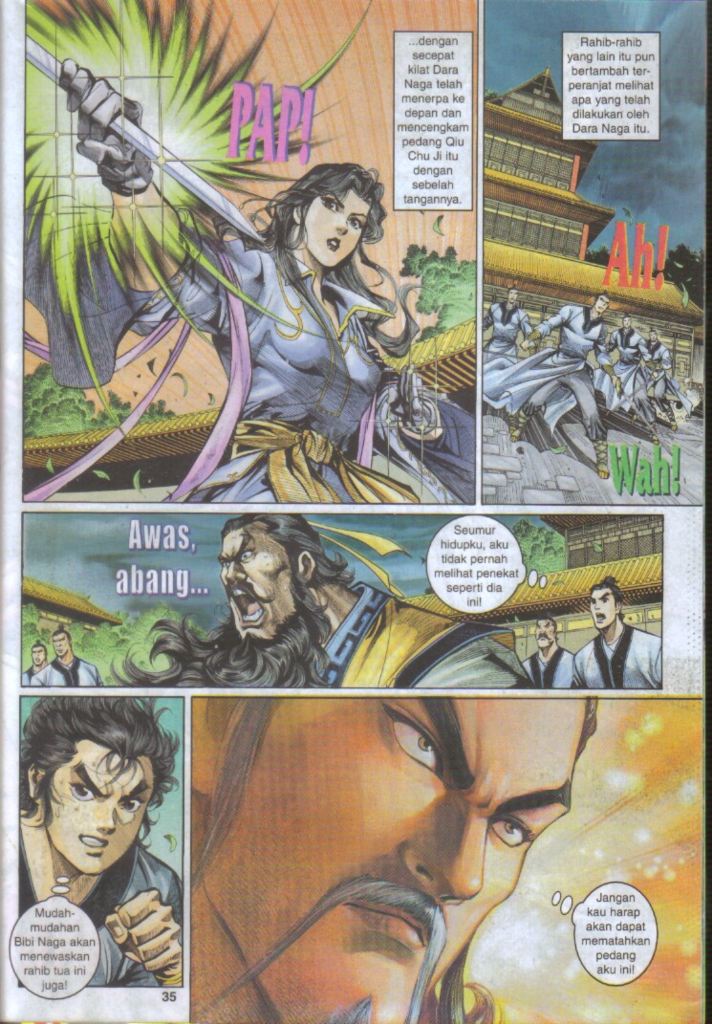 ...dengan
secepat
kilat Dara
Naga telah
menerpa ke
depan dan
mencengkam
pedang Qiu
Chu Ji itu
dengan
sebelah
tangannya.
PAP!
Rahib-rahib
yang lain itu pun
bertambah ter-
peranjat melihat
apa yang telah
dilakukan oleh
Dara Naga itu.
Ah!
Wah!
Awas,
abang...
Seumur
hidupku, aku
tidak pernah
melihat penekat
seperti dia
ini!
Mudah-
mudahan
Bibi Naga akan
menewaskan
rahib tua ini
juga!
Jangan
kau harap
akan dapat
mematahkan
pedang
aku ini!
35